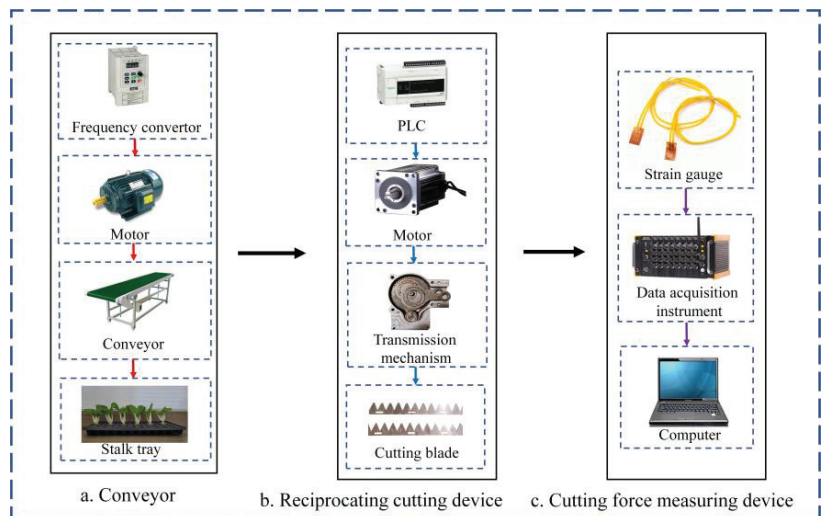 Frequency convertor
Motor
Conveyor
Stalk tray
a. Conveyor
PLC
Motor
Transmission
mechanism
Cutting blade
b. Reciprocating cutting device
Strain gauge
Data acquisition
instrument
Computer
c. Cutting force measuring device